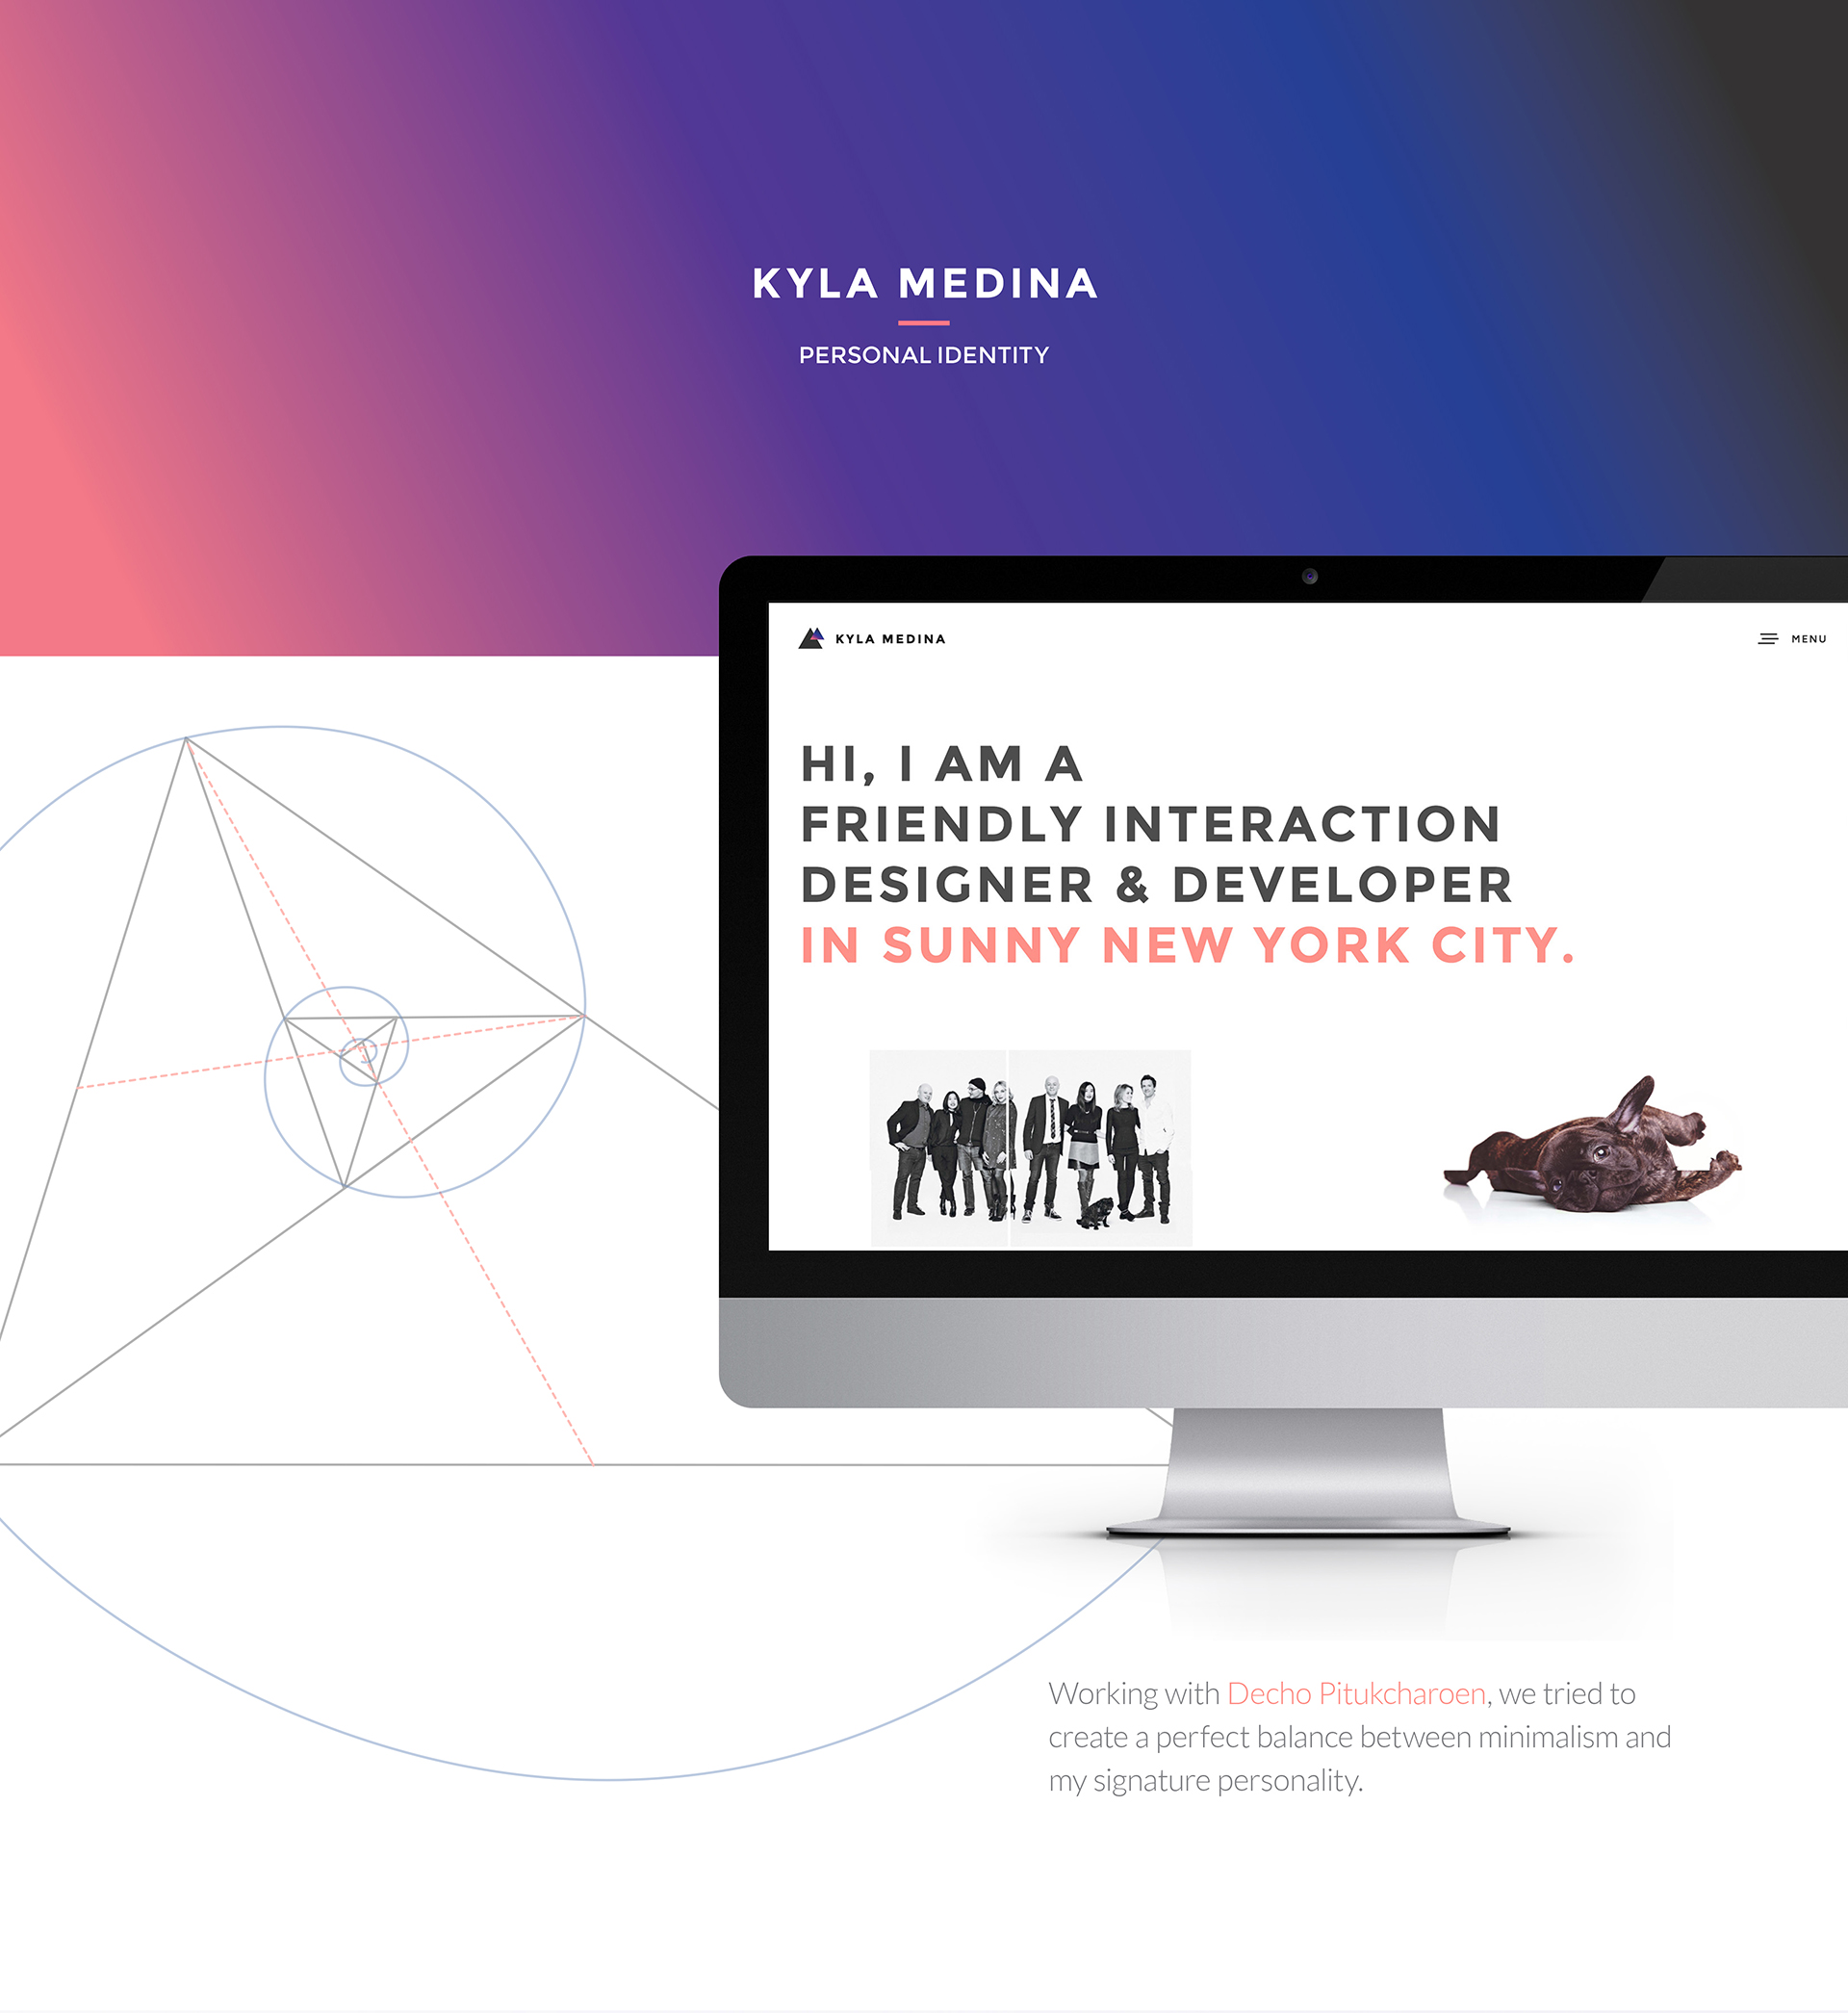 KYLA MEDINA
PERSONAL IDENTITY
KYLA MEDINA
MENU
HI, I AM A
FRIENDLY INTERACTION
DESIGNER & DEVELOPER
IN SUNNY NEW YORK CITY.
Working with Decho Pitukcharoen, we tried to
create a perfect balance between minimalism and
my signature personality.